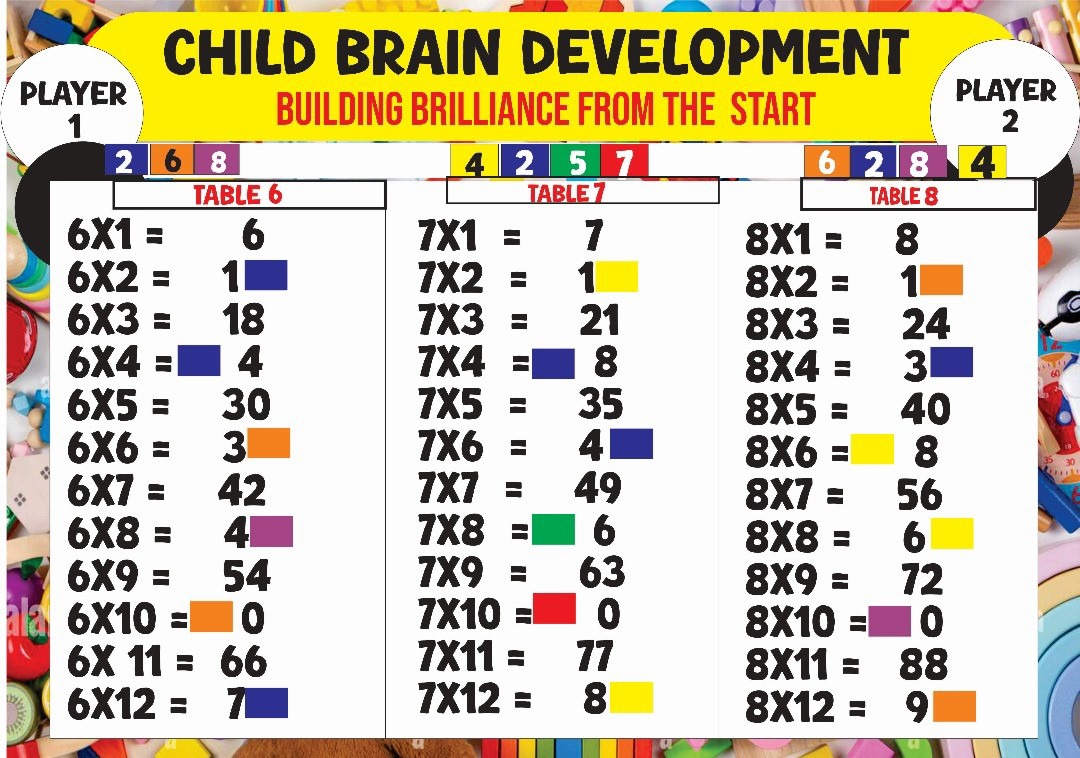 CHILD BRAIN DEVELOPMENT
BUILDING BRILLIANCE FROM THE START
PLAYER
1
PLAYER
2
2 6 8
4 2 5 7
6 2 8 4
TABLE 6
6X1 = 6
6X2 = 1
6X3 = 18
6X4 = 4
6X5 = 30
6X6 = 3
6X7 = 42
6X8 = 4
6X9 = 54
6X10 = 0
6X 11 = 66
6X12 = 7
TABLE 7
7X1 = 7
7X2 = 1
7X3 = 21
7X4 = 8
7X5 = 35
7X6 = 4
7X7 = 49
7X8 = 6
7X9 = 63
7X10 = 0
7X11 = 77
7X12 = 8
TABLE 8
8X1 = 8
8X2 = 1
8X3 = 24
8X4 = 3
8X5 = 40
8X6 = 8
8X7 = 56
8X8 = 6
8X9 = 72
8X10 = 0
8X11 = 88
8X12 = 9